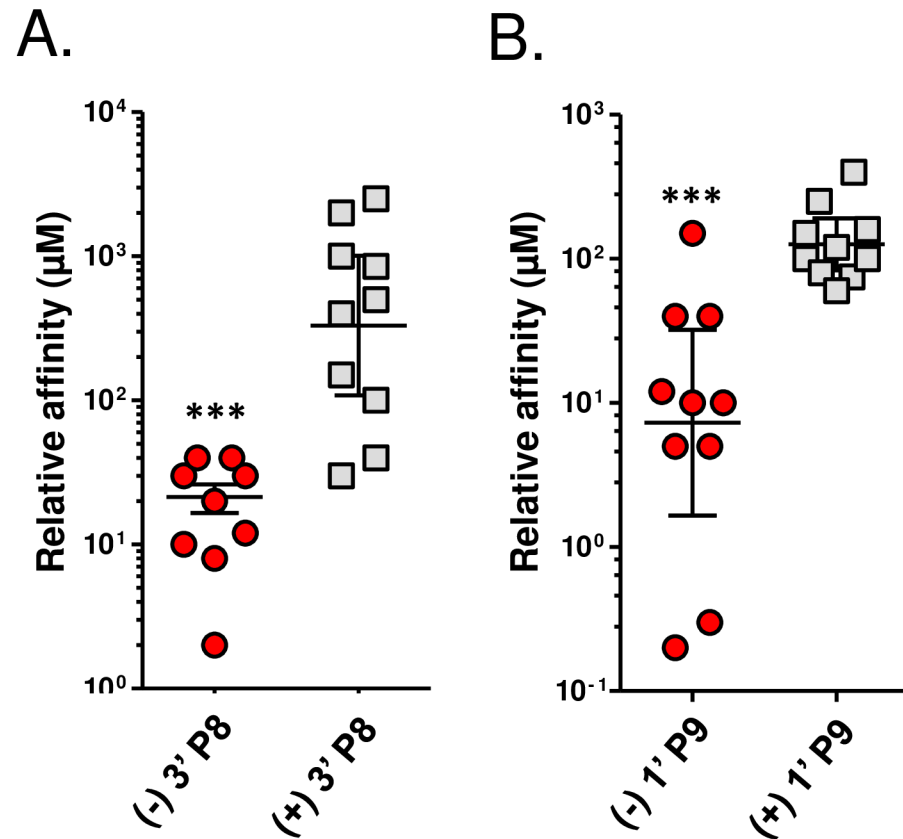 A.
Relative affinity (µM)
10⁴
10³
10²
10¹
10⁰
***
(-) 3’ P8
(+) 3’ P8
B.
Relative affinity (µM)
10³
10²
10¹
10⁰
10⁻¹
***
(-) 1’ P9
(+) 1’ P9